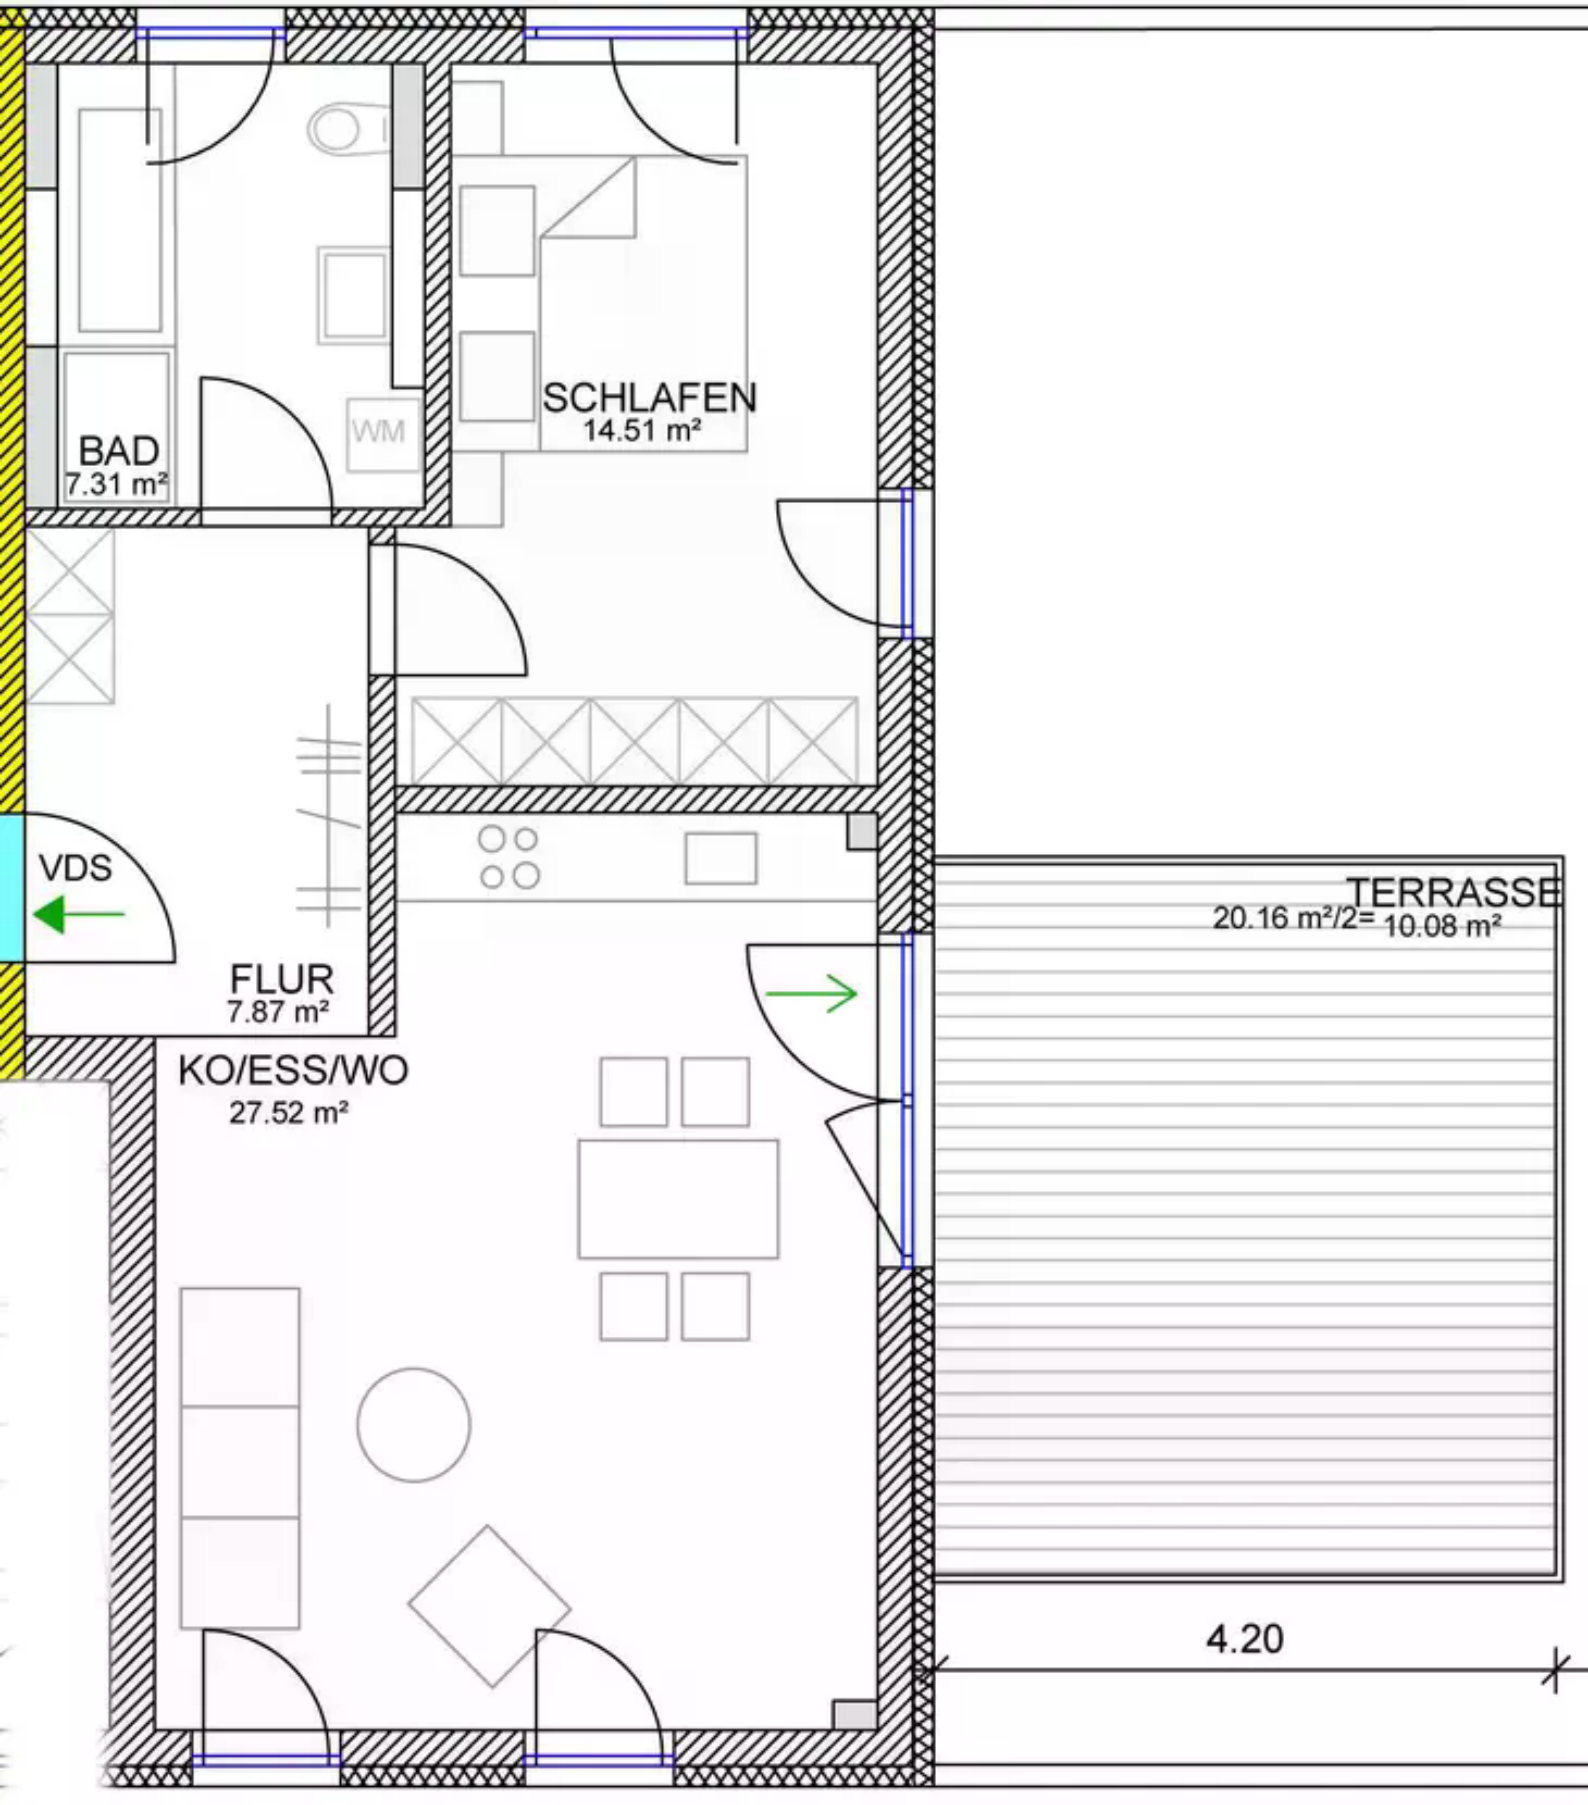 WM
SCHLAFEN
14.51 m²
BAD
7.31 m²
VDS
TERRASSE
20.16 m²/2= 10.08 m²
FLUR
7.87 m²
KO/ESS/WO
27.52 m²
4.20